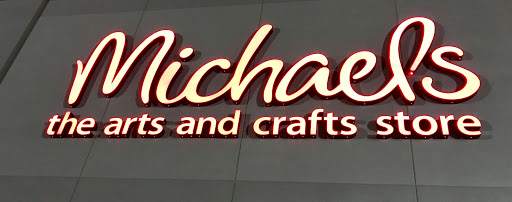 Michaels
the arts and crafts store